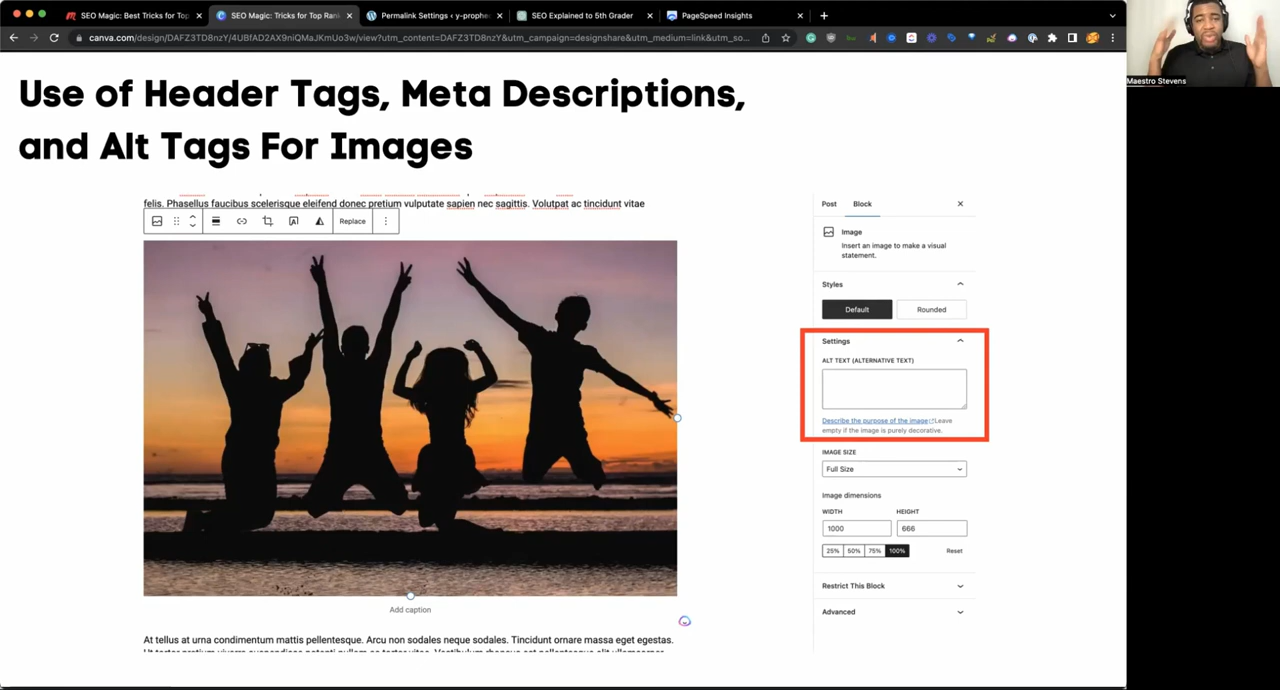 SEO Magic: Best Tricks for Top
SEO Magic: Tricks for Top Rank
Permalink Settings ‹ y-prophe
SEO Explained to 5th Grader
PageSpeed Insights
canva.com/design/DAFZ3TD8nzY/4UBfAD2AX9niQMaJKmUo3w/view?utm_content=DAFZ3TD8nzY&utm_campaign=designshare&utm_medium=link&utm_so...
Maestro Stevens
Use of Header Tags, Meta Descriptions,
and Alt Tags For Images
felis. Phasellus faucibus scelerisque eleifend donec pretium vulputate sapien nec sagittis. Volutpat ac tincidunt vitae
Replace
Add caption
At tellus at urna condimentum mattis pellentesque. Arcu non sodales neque sodales. Tincidunt ornare massa eget egestas.
Post Block
Image
Insert an image to make a visual
statement.
Styles
Default Rounded
Settings
ALT TEXT (ALTERNATIVE TEXT)
Describe the purpose of the image Leave
empty if the image is purely decorative.
IMAGE SIZE
Full Size
Image dimensions
WIDTH HEIGHT
1000 666
25% 50% 75% 100% Reset
Restrict This Block
Advanced